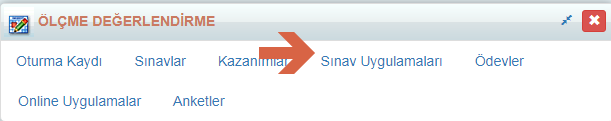 ÖLÇME DEĞERLENDİRME
Oturma Kaydı Sınavlar Kazanımlar Sınav Uygulamaları Ödevler
Online Uygulamalar Anketler